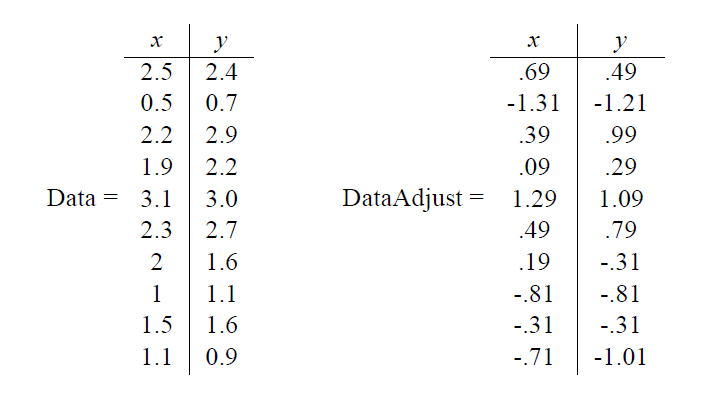 x y x y
2.5 2.4 .69 .49
0.5 0.7 -1.31 -1.21
2.2 2.9 .39 .99
1.9 2.2 .09 .29
Data = 3.1 3.0 DataAdjust = 1.29 1.09
2.3 2.7 .49 .79
2 1.6 .19 -.31
1 1.1 -.81 -.81
1.5 1.6 -.31 -.31
1.1 0.9 -.71 -1.01